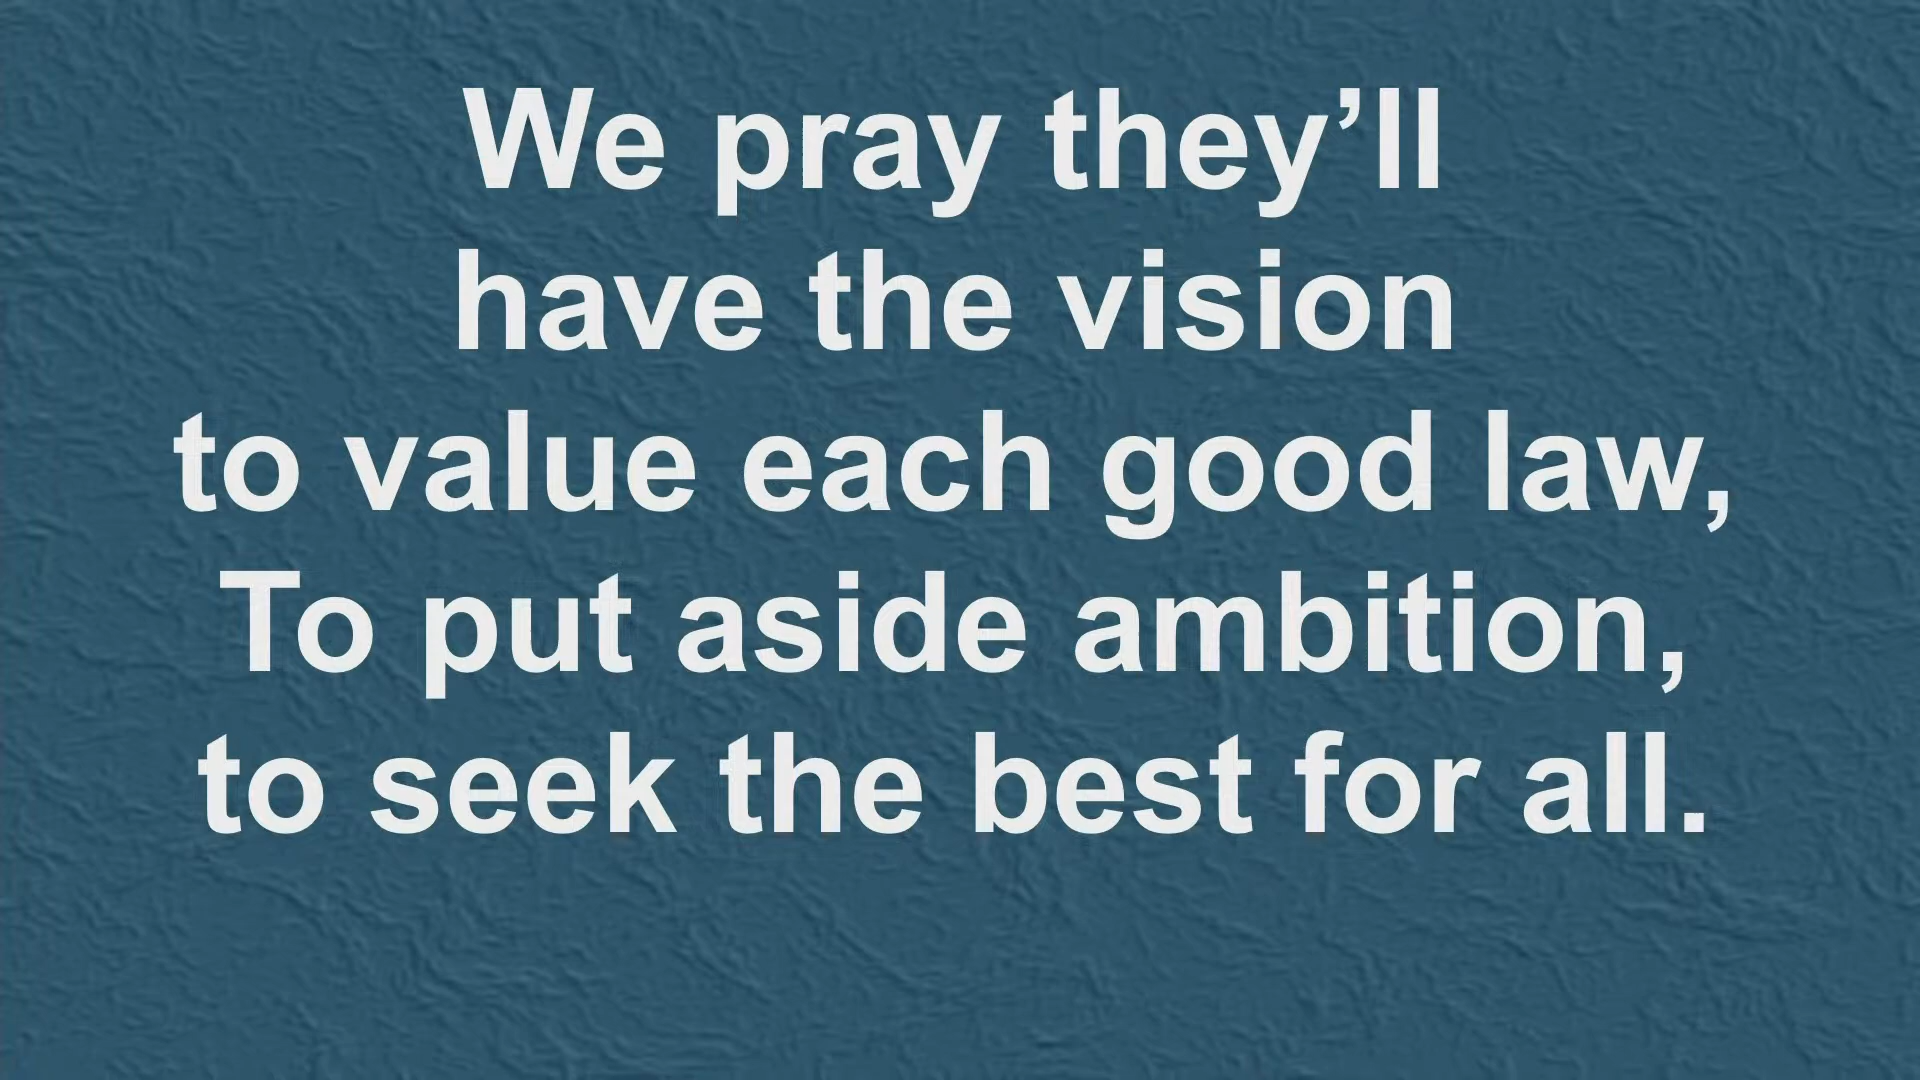 We pray they’ll
have the vision
to value each good law,
To put aside ambition,
to seek the best for all.